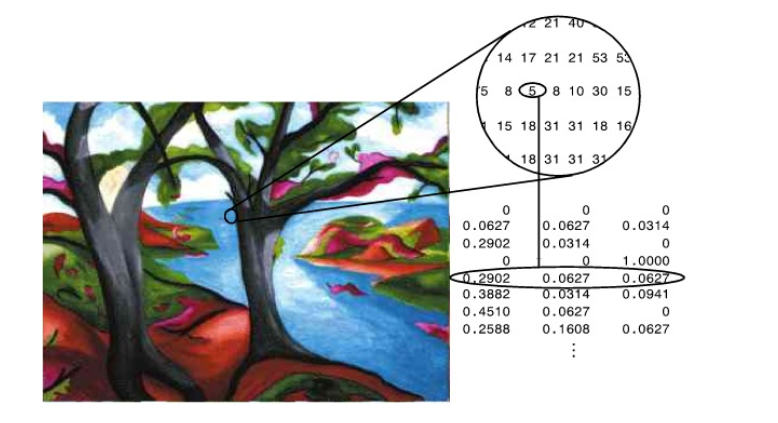 21 40
14 17 21 21 53
5 8 5 8 10 30 15
15 18 31 31 18 16
18 31 31 31
0 0 0
0.0627 0.0627 0.0314
0.2902 0.0314 0
0 0 1.0000
0.2902 0.0627 0.0627
0.3882 0.0314 0.0941
0.4510 0.0627 0
0.2588 0.1608 0.0627
⋮